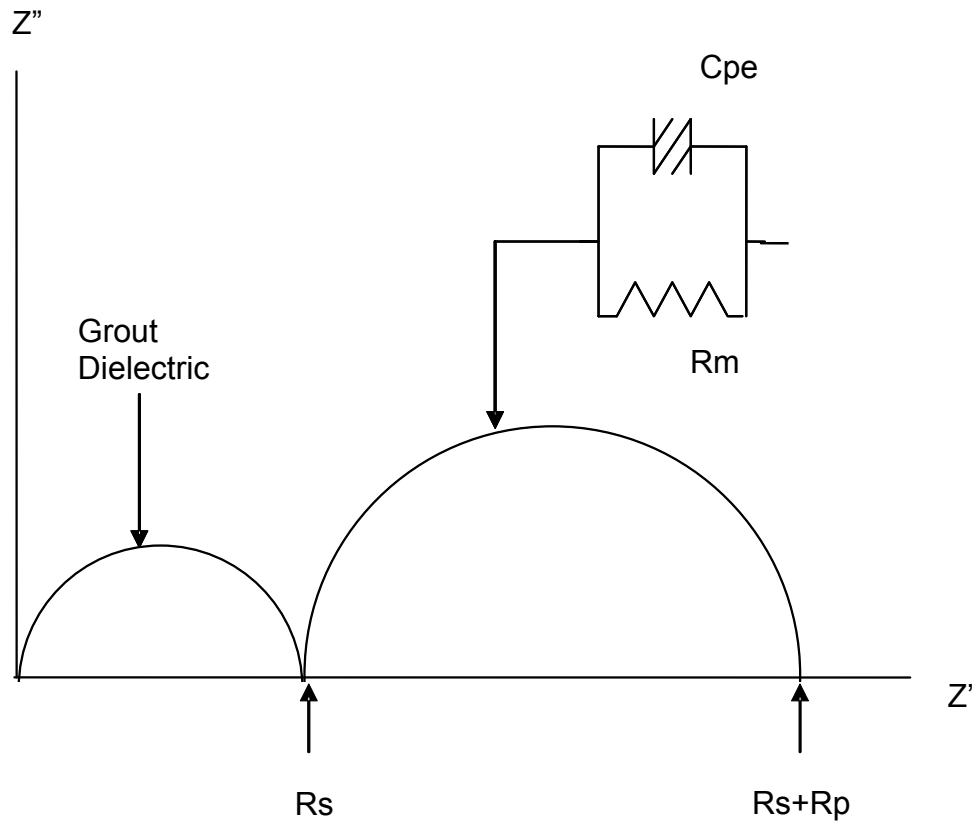 Z”
Cpe
Grout
Dielectric
Rm
Z’
Rs
Rs+Rp